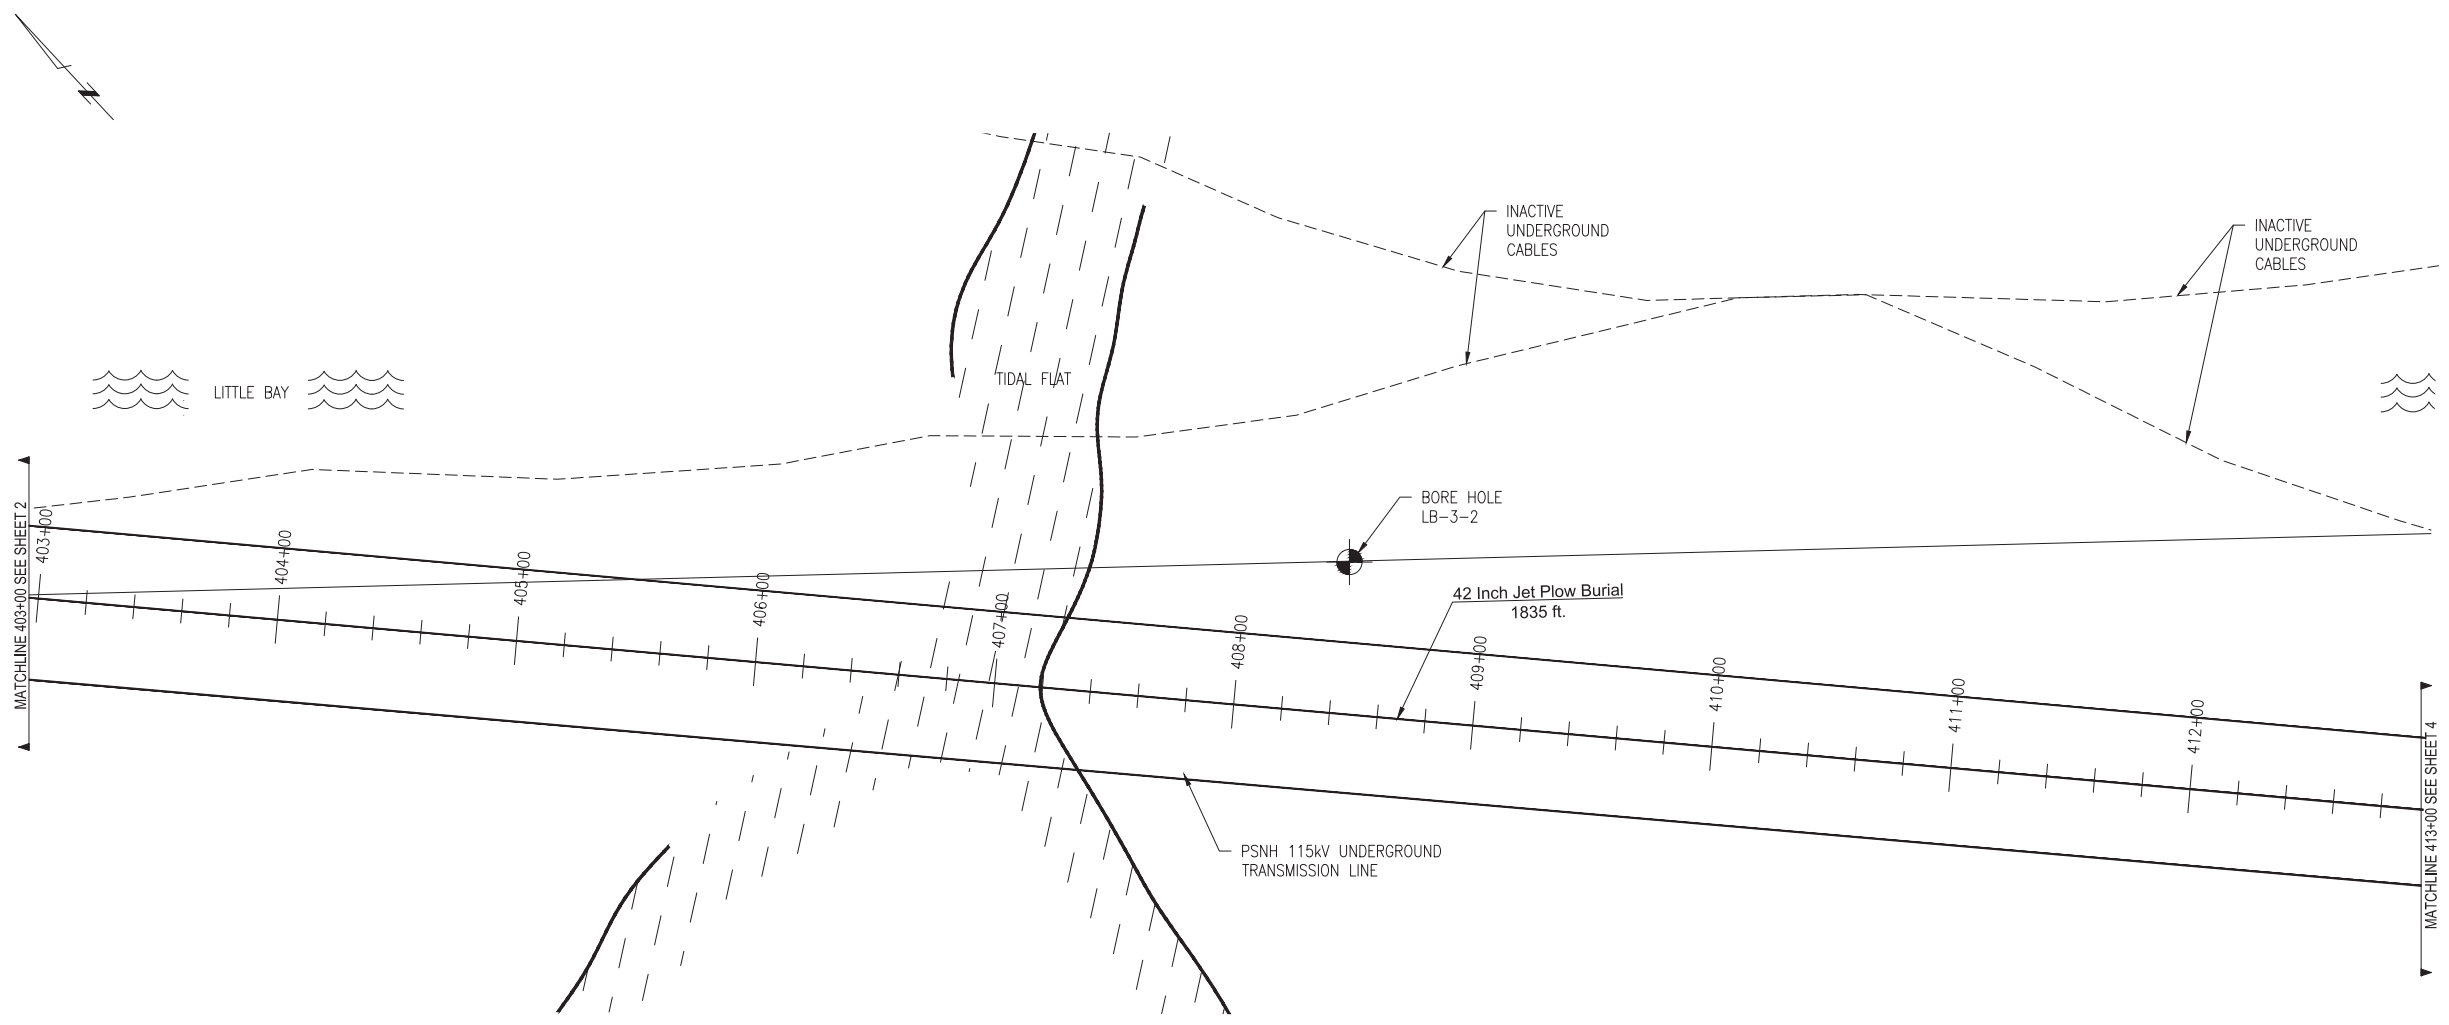 INACTIVE
UNDERGROUND
CABLES
INACTIVE
UNDERGROUND
CABLES
LITTLE BAY
TIDAL FLAT
BORE HOLE
LB-3-2
42 Inch Jet Plow Burial
1835 ft.
MATCHLINE 403+00 SEE SHEET 2
403+00
404+00
405+00
406+00
407+00
408+00
409+00
410+00
411+00
412+00
MATCHLINE 413+00 SEE SHEET 4
PSNH 115kV UNDERGROUND
TRANSMISSION LINE